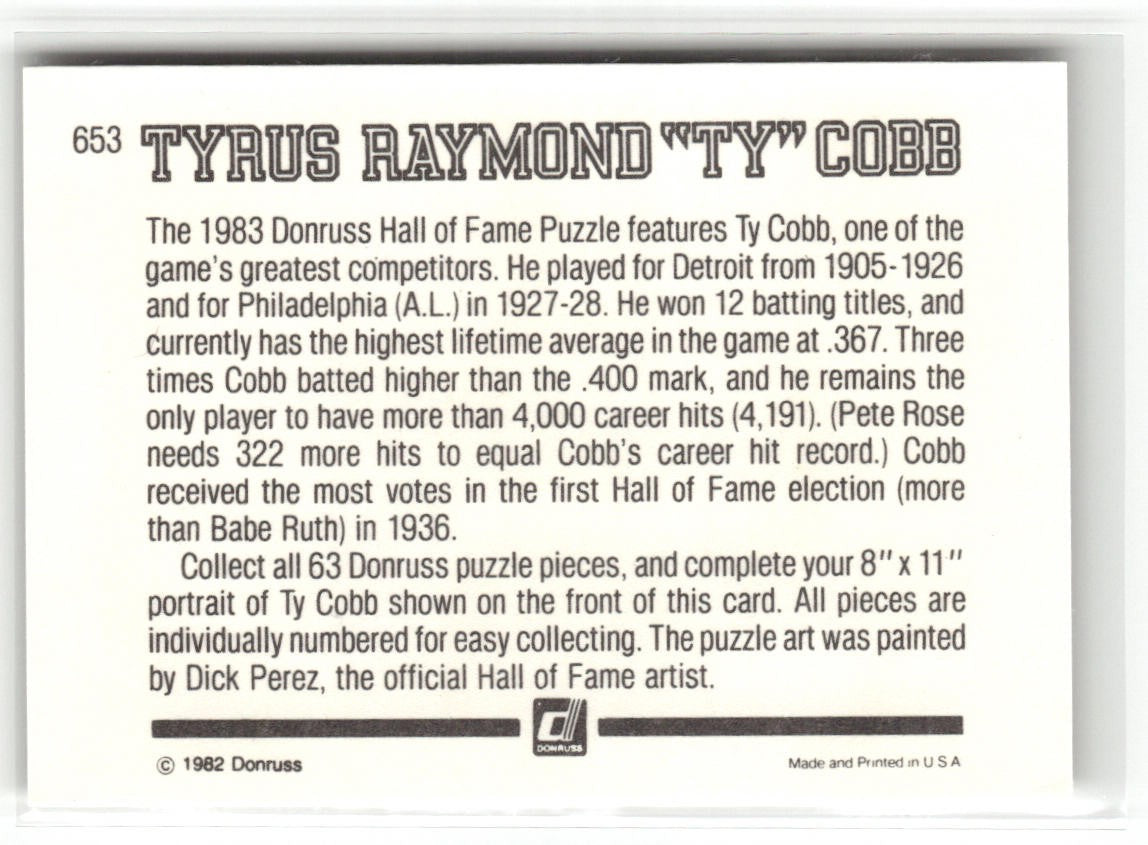 653 TYRUS RAYMOND "TY" COBB
The 1983 Donruss Hall of Fame Puzzle features Ty Cobb, one of the
game's greatest competitors. He played for Detroit from 1905-1926
and for Philadelphia (A.L.) in 1927-28. He won 12 batting titles, and
currently has the highest lifetime average in the game at .367. Three
times Cobb batted higher than the .400 mark, and he remains the
only player to have more than 4,000 career hits (4,191). (Pete Rose
needs 322 more hits to equal Cobb's career hit record.) Cobb
received the most votes in the first Hall of Fame election (more
than Babe Ruth) in 1936.
Collect all 63 Donruss puzzle pieces, and complete your 8" x 11"
portrait of Ty Cobb shown on the front of this card. All pieces are
individually numbered for easy collecting. The puzzle art was painted
by Dick Perez, the official Hall of Fame artist.
d
DONRUSS
© 1982 Donruss
Made and Printed in U S A